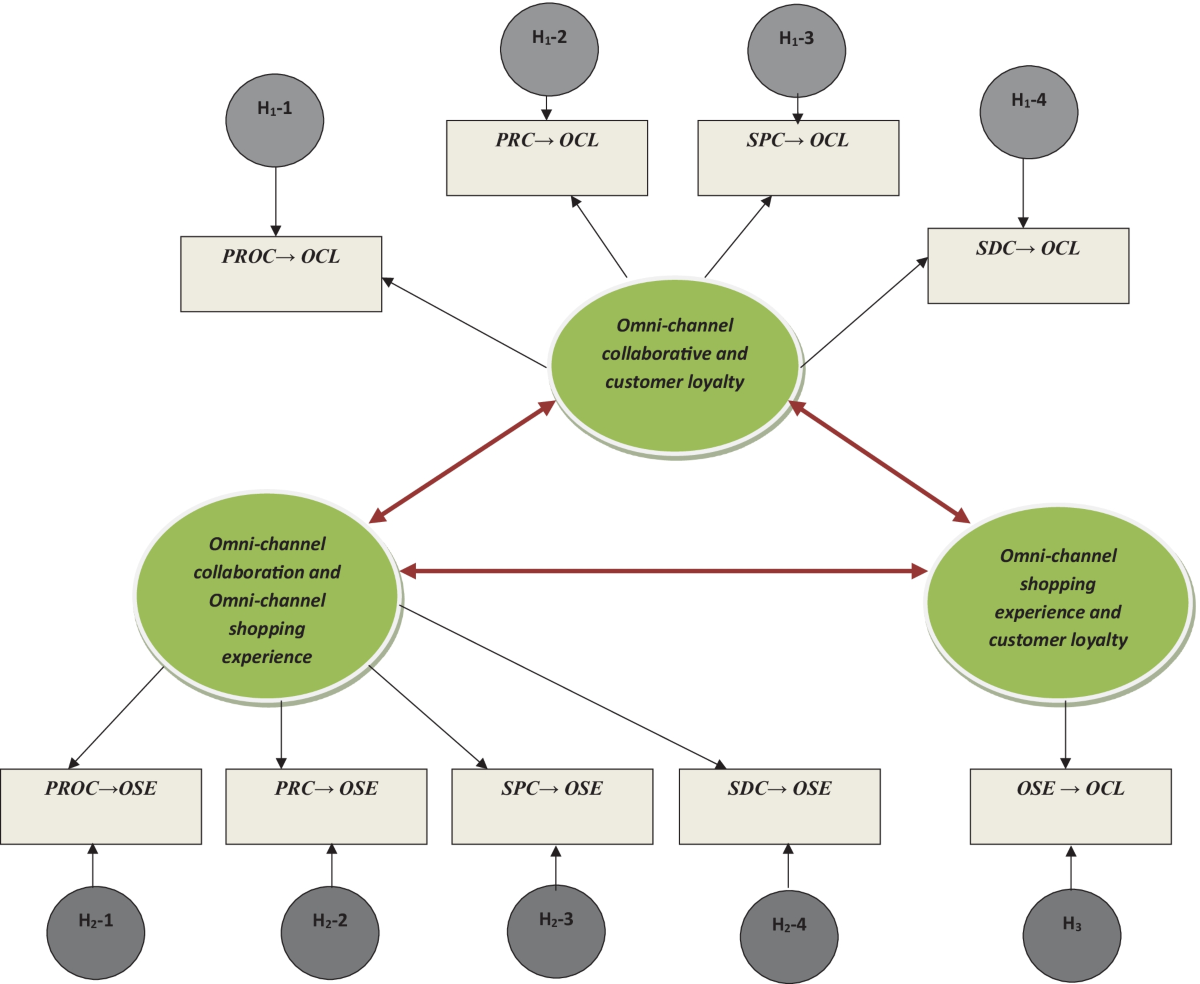 H₁-2
H₁-3
H₁-4
H₁-1
PRC→ OCL
SPC→ OCL
PROC→ OCL
SDC→ OCL
Omni-channel
collaborative and
customer loyalty
Omni-channel
collaboration and
Omni-channel
shopping
experience
Omni-channel
shopping
experience and
customer loyalty
PROC→OSE
PRC→ OSE
SPC→ OSE
SDC→ OSE
OSE → OCL
H₂-1
H₂-2
H₂-3
H₂-4
H₃